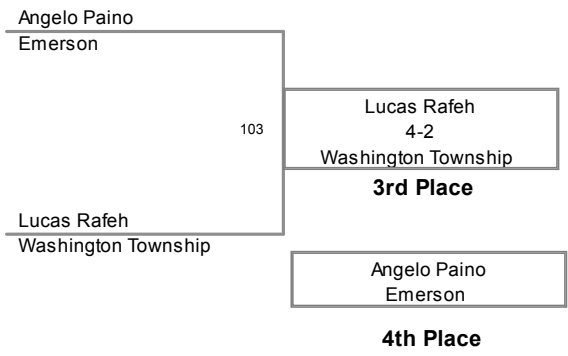 Angelo Paino
Emerson
103
Lucas Rafeh
4-2
Washington Township
3rd Place
Lucas Rafeh
Washington Township
Angelo Paino
Emerson
4th Place